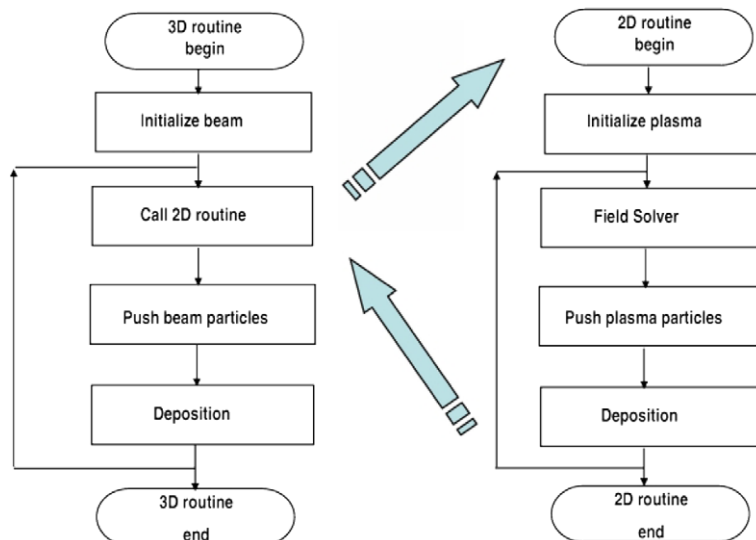 3D routine
begin
Initialize beam
Call 2D routine
Push beam particles
Deposition
3D routine
end
2D routine
begin
Initialize plasma
Field Solver
Push plasma particles
Deposition
2D routine
end